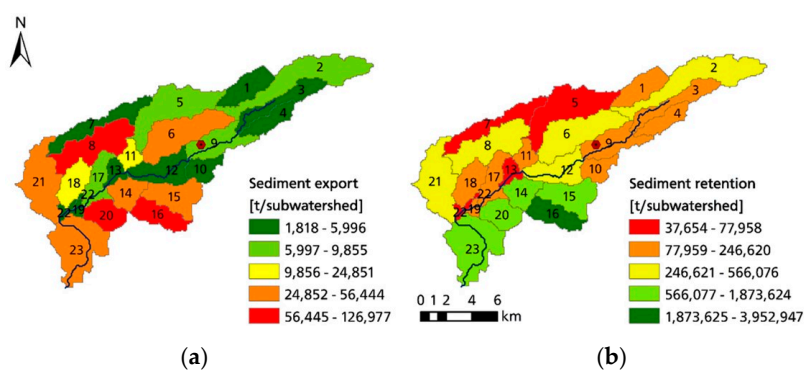 N
2
1
3
5
4
7
6
8
9
11
10
13
12
17
18
21
22
14
15
22
19
20
16
23
Sediment export
[t/subwatershed]
1,818 - 5,996
5,997 - 9,855
9,856 - 24,851
24,852 - 56,444
56,445 - 126,977
(a)
2
1
3
5
4
7
6
8
9
11
10
13
12
17
18
21
22
14
15
22
19
20
16
23
0 1 2 4 6
km
Sediment retention
[t/subwatershed]
37,654 - 77,958
77,959 - 246,620
246,621 - 566,076
566,077 - 1,873,624
1,873,625 - 3,952,947
(b)